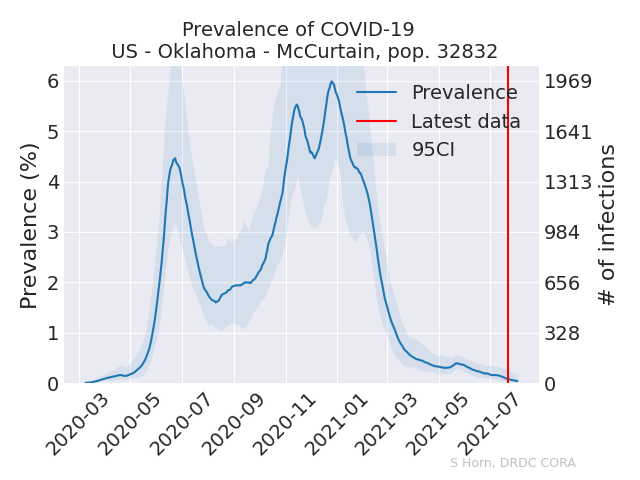 Prevalence of COVID-19
US - Oklahoma - McCurtain, pop. 32832
Prevalence (%)
6
5
4
3
2
1
0
Prevalence
Latest data
95CI
1969
1641
1313
984
656
328
0
# of infections
2020-03
2020-05
2020-07
2020-09
2020-11
2021-01
2021-03
2021-05
2021-07
S Horn, DRDC CORA